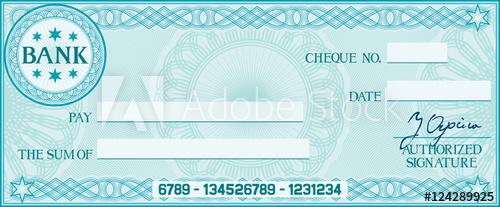 BANK
CHEQUE NO.
DATE
PAY
THE SUM OF
AUTHORIZED
SIGNATURE
6789 - 134526789 - 1231234
Adobe Stock
#124289925